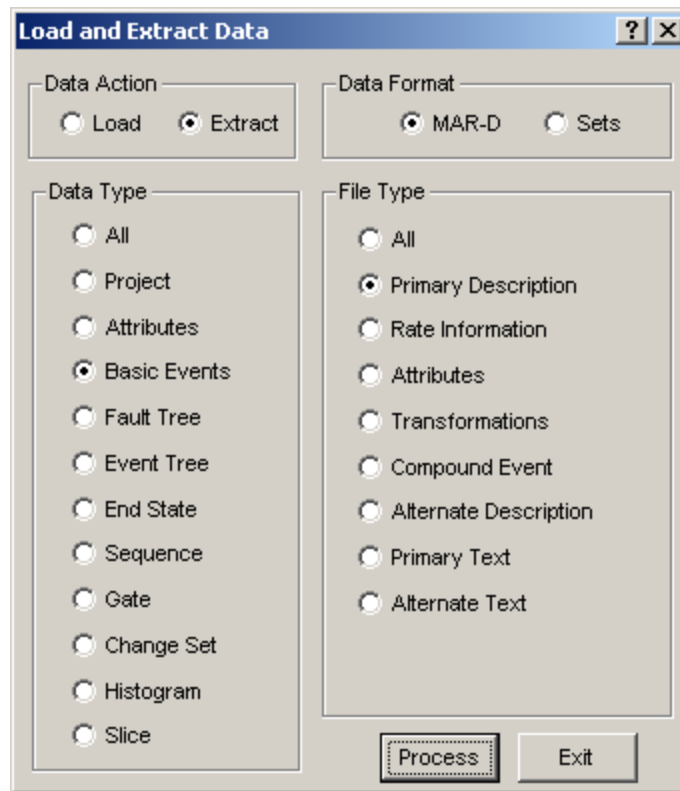 Load and Extract Data
Data Action
Load
Extract
Data Format
MAR-D
Sets
Data Type
All
Project
Attributes
Basic Events
Fault Tree
Event Tree
End State
Sequence
Gate
Change Set
Histogram
Slice
File Type
All
Primary Description
Rate Information
Attributes
Transformations
Compound Event
Alternate Description
Primary Text
Alternate Text
Process
Exit